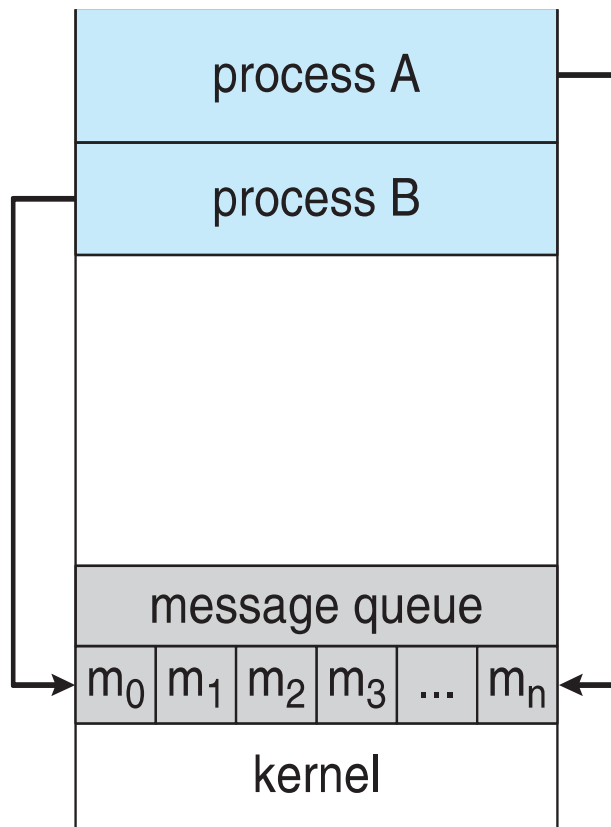 process A
process B
message queue
m₀ m₁ m₂ m₃ ... mₙ
kernel